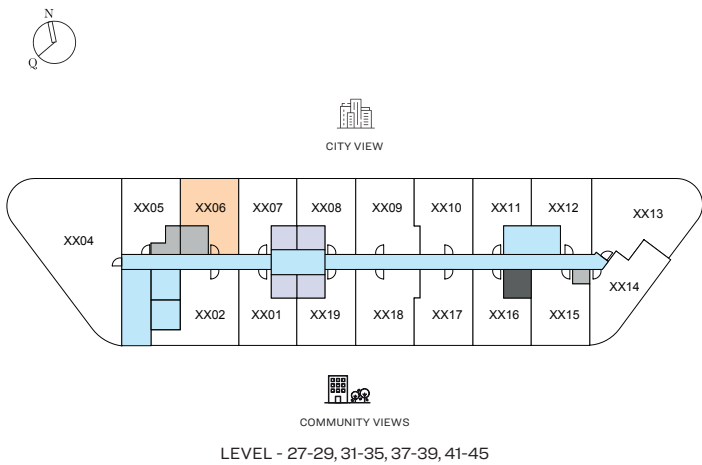 N
Q
CITY VIEW
XX04
XX05
XX06
XX07
XX08
XX09
XX10
XX11
XX12
XX13
XX14
XX02
XX01
XX19
XX18
XX17
XX16
XX15
COMMUNITY VIEWS
LEVEL - 27-29, 31-35, 37-39, 41-45